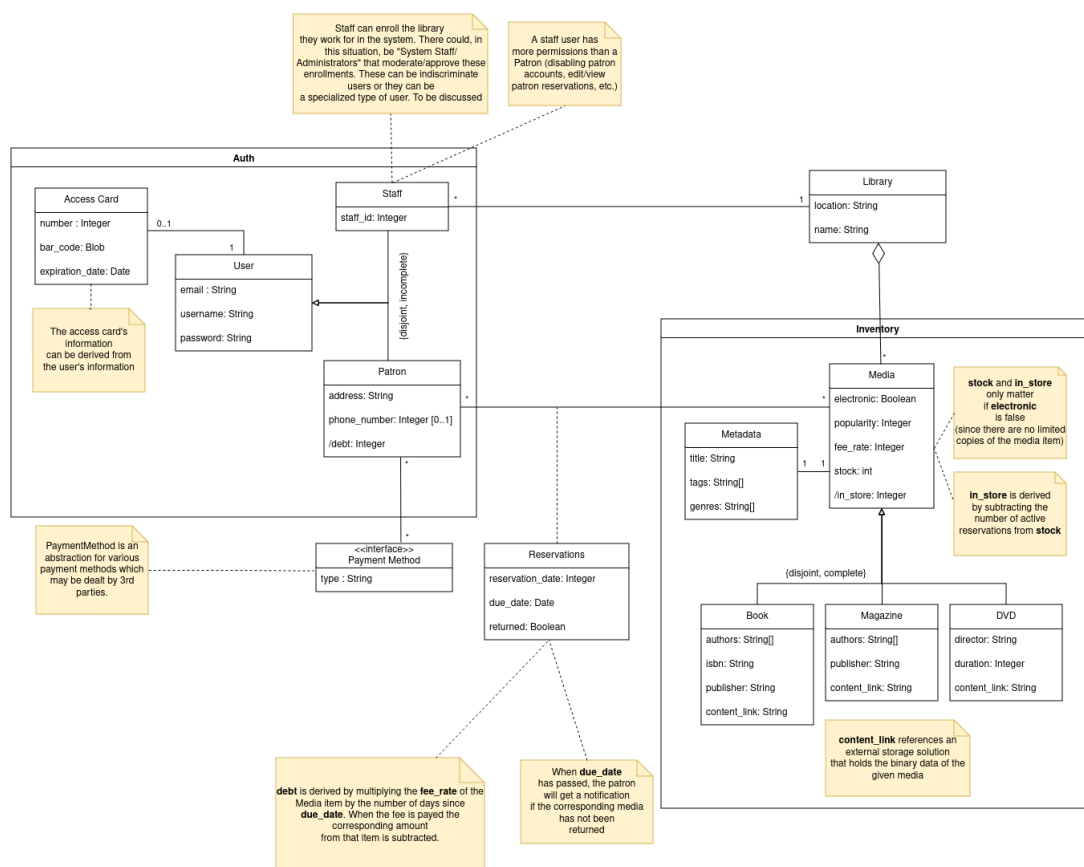 Staff can enroll the library
they work for in the system. There could, in
this situation, be "System Staff/
Administrators" that moderate/approve these
enrollments. These can be indiscriminate
users or they can be
a specialized type of user. To be discussed
A staff user has
more permissions than a
Patron (disabling patron
accounts, edit/view
patron reservations, etc.)
Auth
Access Card
number : Integer
bar_code: Blob
expiration_date: Date
0..1
1
User
email : String
username: String
password: String
The access card's
information
can be derived from
the user's information
Staff
staff_id: Integer
*
1
{disjoint, incomplete}
Patron
address: String
phone_number: Integer [0..1]
/debt: Integer
*
*
*
*
Library
location: String
name: String
*
Inventory
Media
electronic: Boolean
popularity: Integer
fee_rate: Integer
stock: int
/in_store: Integer
Metadata
title: String
tags: String[]
genres: String[]
1
1
stock and in_store
only matter
if electronic
is false
(since there are no limited
copies of the media item)
in_store is derived
by subtracting the
number of active
reservations from stock
PaymentMethod is an
abstraction for various
payment methods which
may be dealt by 3rd
parties.
<<interface>>
Payment Method
type : String
Reservations
reservation_date: Integer
due_date: Date
returned: Boolean
{disjoint, complete}
Book
authors: String[]
isbn: String
publisher: String
content_link: String
Magazine
authors: String[]
publisher: String
content_link: String
DVD
director: String
duration: Integer
content_link: String
content_link references an
external storage solution
that holds the binary data of the
given media
debt is derived by multiplying the fee_rate of the
Media item by the number of days since
due_date. When the fee is payed the
corresponding amount
from that item is subtracted.
When due_date
has passed, the patron
will get a notification
if the corresponding media
has not been
returned